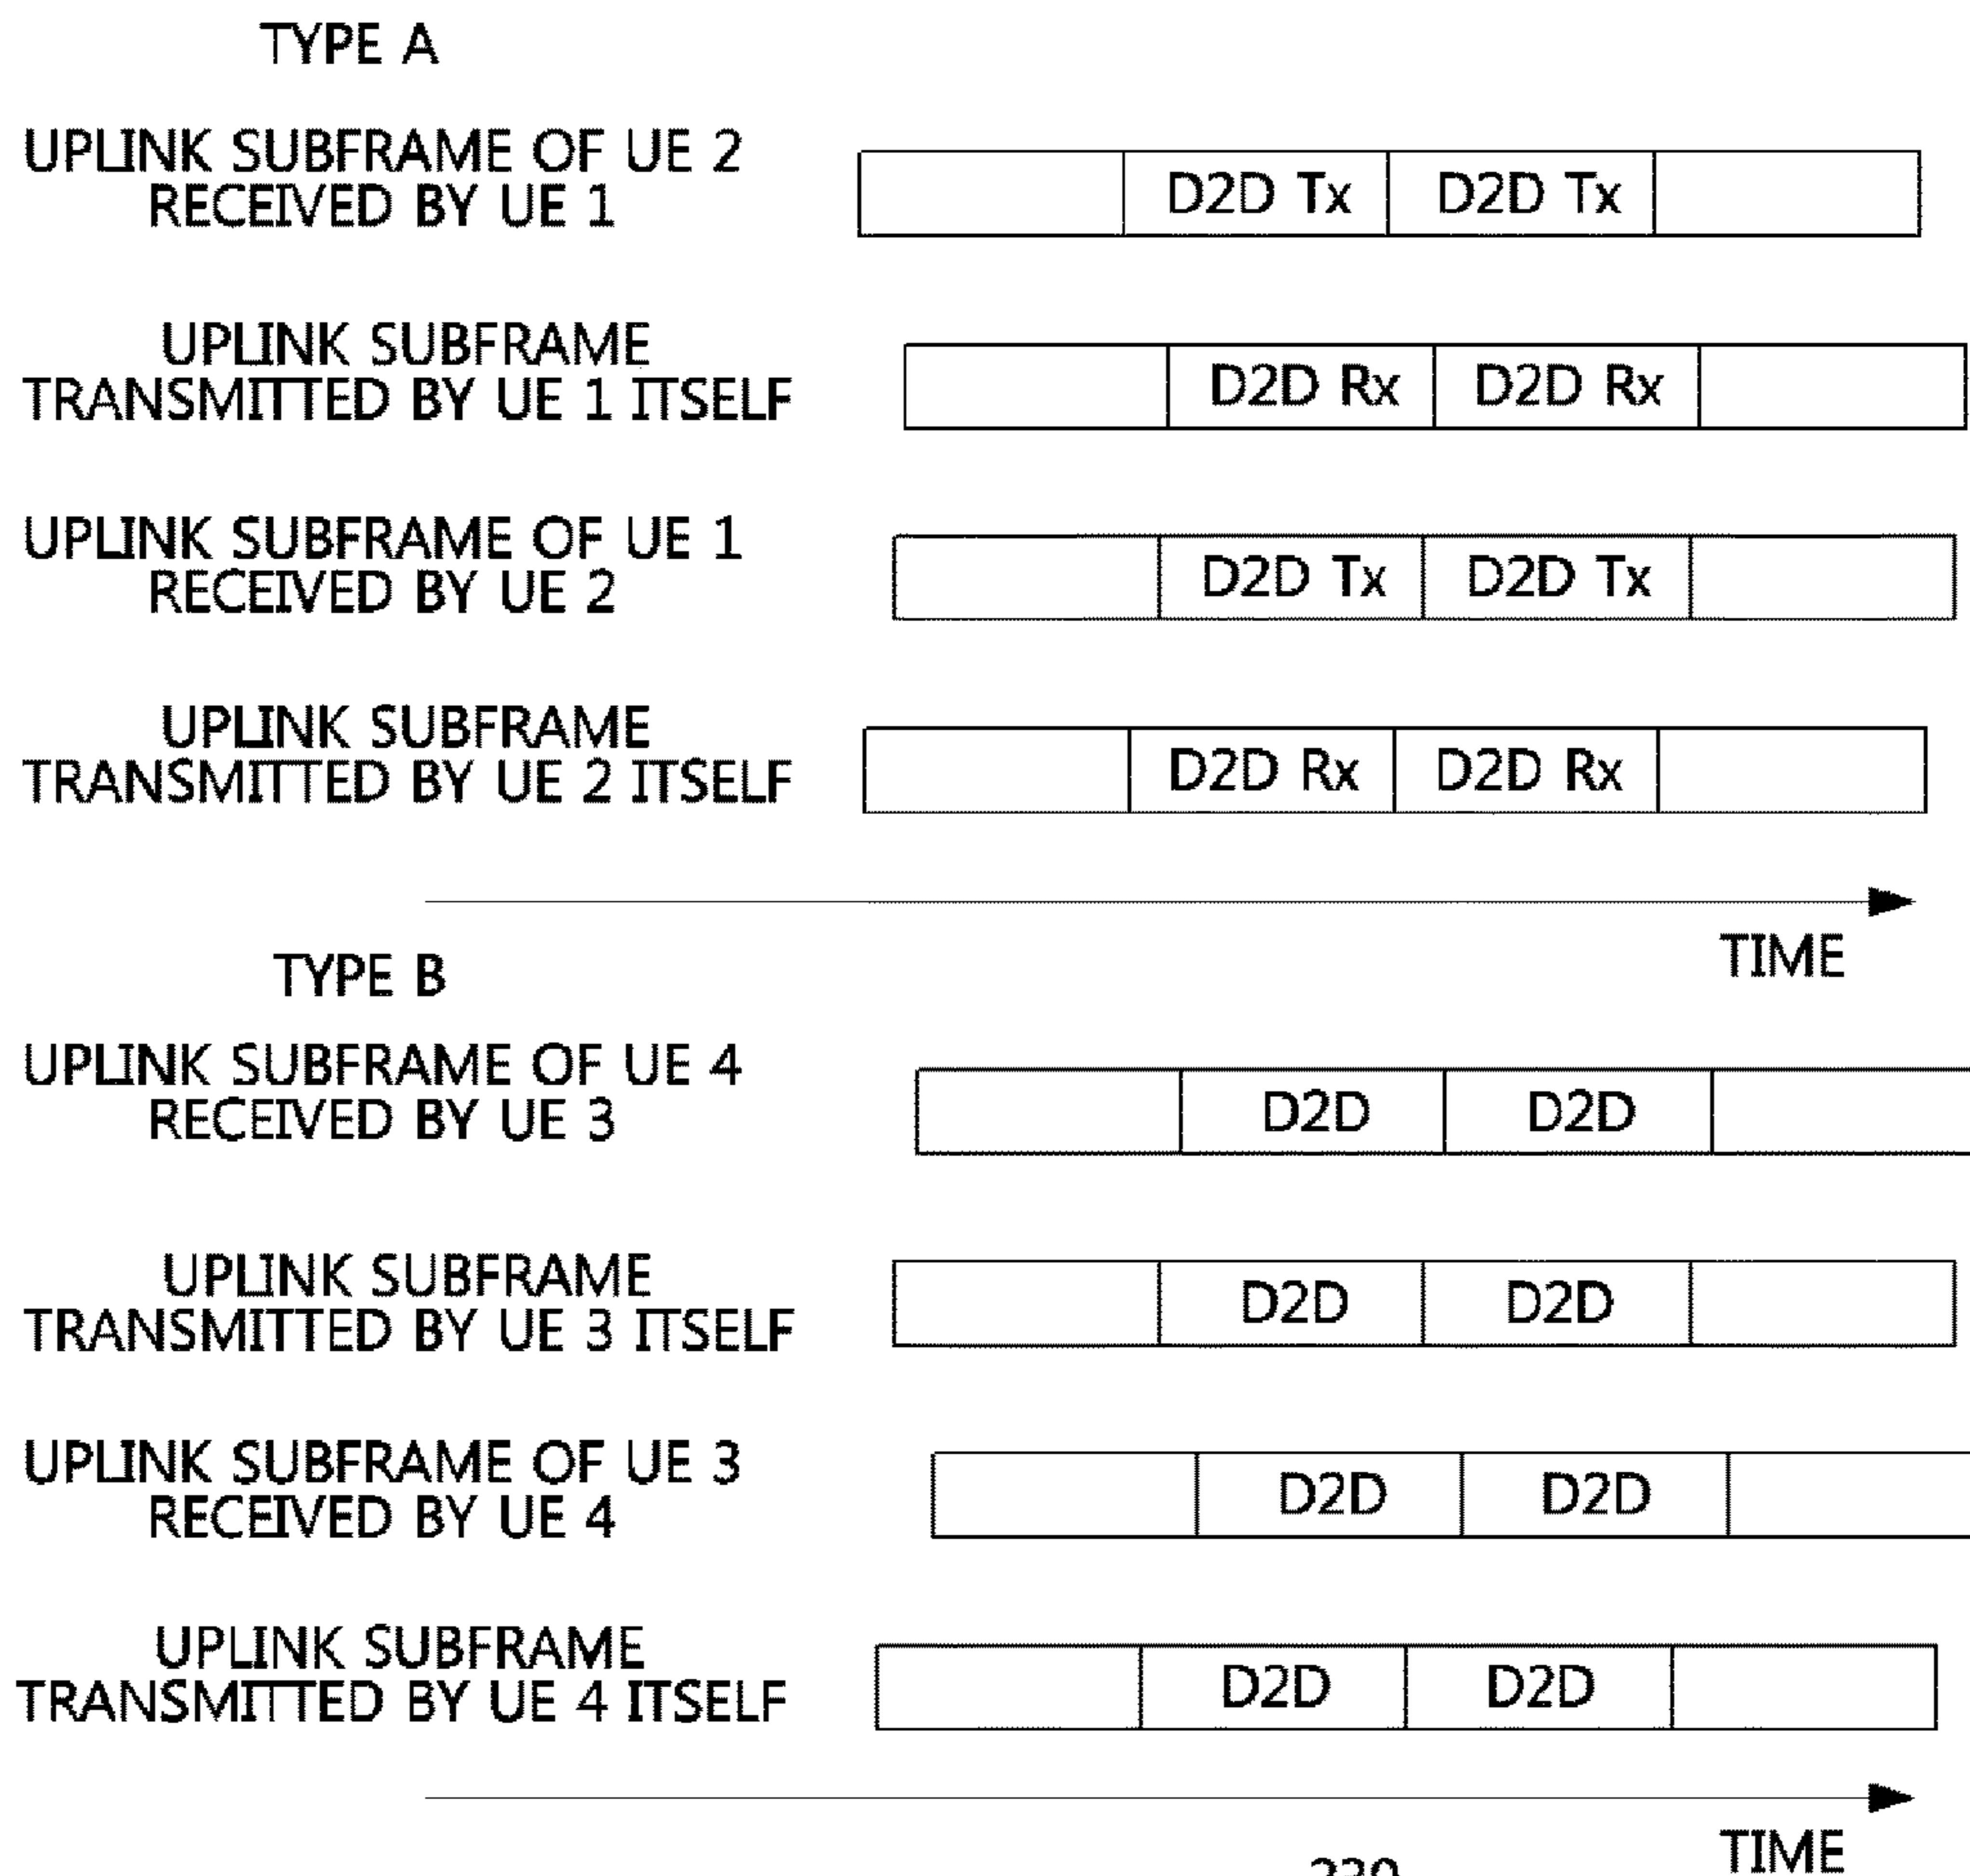 TYPE A
UPLINK SUBFRAME OF UE 2
RECEIVED BY UE 1
D2D Tx D2D Tx
UPLINK SUBFRAME
TRANSMITTED BY UE 1 ITSELF
D2D Rx D2D Rx
UPLINK SUBFRAME OF UE 1
RECEIVED BY UE 2
D2D Tx D2D Tx
UPLINK SUBFRAME
TRANSMITTED BY UE 2 ITSELF
D2D Rx D2D Rx
TIME
TYPE B
UPLINK SUBFRAME OF UE 4
RECEIVED BY UE 3
D2D D2D
UPLINK SUBFRAME
TRANSMITTED BY UE 3 ITSELF
D2D D2D
UPLINK SUBFRAME OF UE 3
RECEIVED BY UE 4
D2D D2D
UPLINK SUBFRAME
TRANSMITTED BY UE 4 ITSELF
D2D D2D
TIME